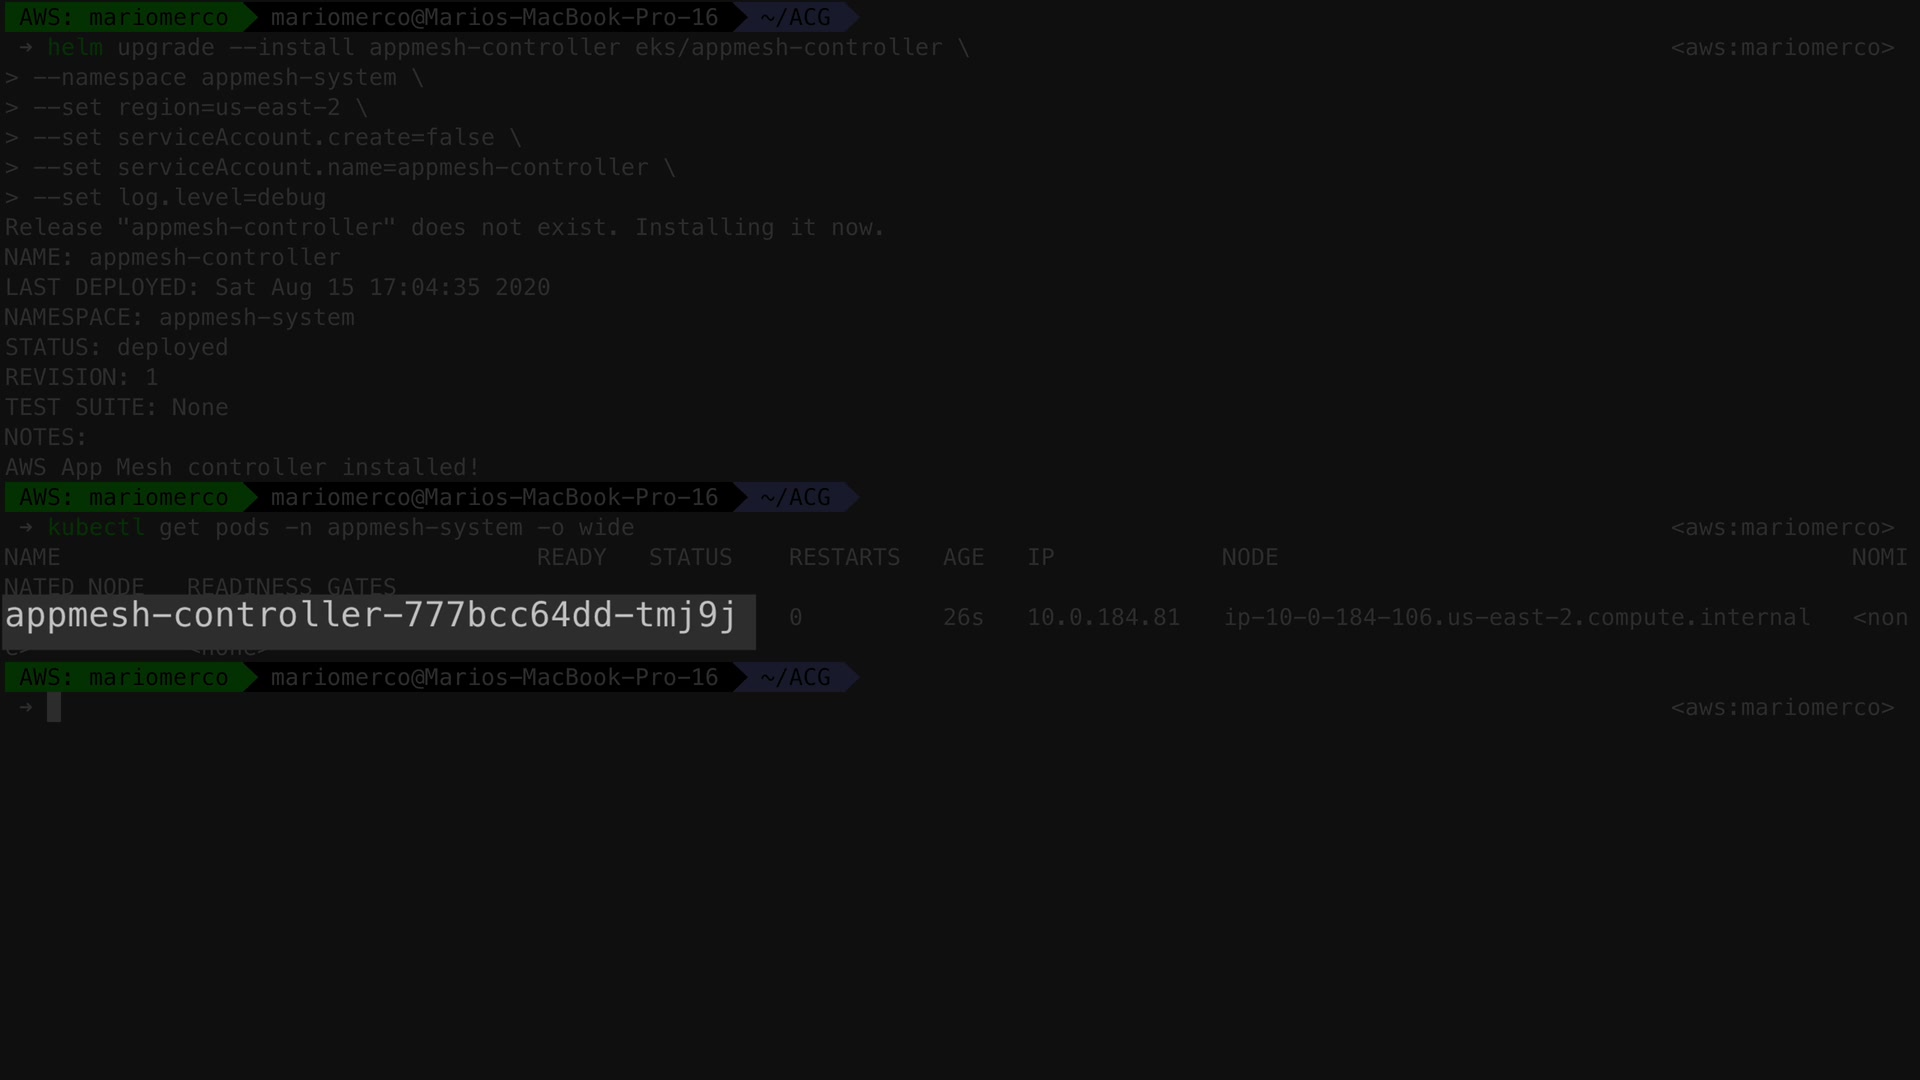 AWS: mariomerco mariomerco@Marios-MacBook-Pro-16 ~/ACG
→ helm upgrade --install appmesh-controller eks/appmesh-controller \ <aws:mariomerco>
> --namespace appmesh-system \
> --set region=us-east-2 \
> --set serviceAccount.create=false \
> --set serviceAccount.name=appmesh-controller \
> --set log.level=debug
Release "appmesh-controller" does not exist. Installing it now.
NAME: appmesh-controller
LAST DEPLOYED: Sat Aug 15 17:04:35 2020
NAMESPACE: appmesh-system
STATUS: deployed
REVISION: 1
TEST SUITE: None
NOTES:
AWS App Mesh controller installed!
AWS: mariomerco mariomerco@Marios-MacBook-Pro-16 ~/ACG
→ kubectl get pods -n appmesh-system -o wide <aws:mariomerco>
NAME READY STATUS RESTARTS AGE IP NODE NOMI
NATED NODE READINESS GATES
appmesh-controller-777bcc64dd-tmj9j 0 26s 10.0.184.81 ip-10-0-184-106.us-east-2.compute.internal <non
e> <none>
AWS: mariomerco mariomerco@Marios-MacBook-Pro-16 ~/ACG
→ <aws:mariomerco>